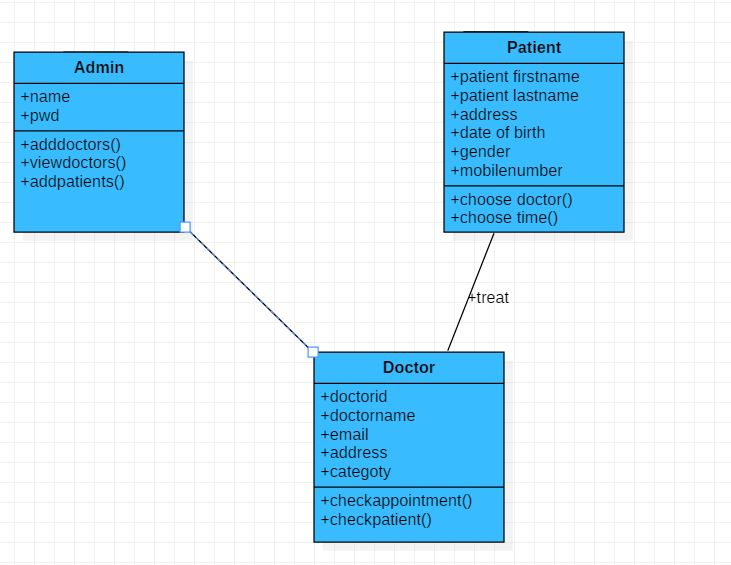 Admin
+name
+pwd
+adddoctors()
+viewdoctors()
+addpatients()
Patient
+patient firstname
+patient lastname
+address
+date of birth
+gender
+mobilenumber
+choose doctor()
+choose time()
+treat
Doctor
+doctorid
+doctorname
+email
+address
+categoty
+checkappointment()
+checkpatient()